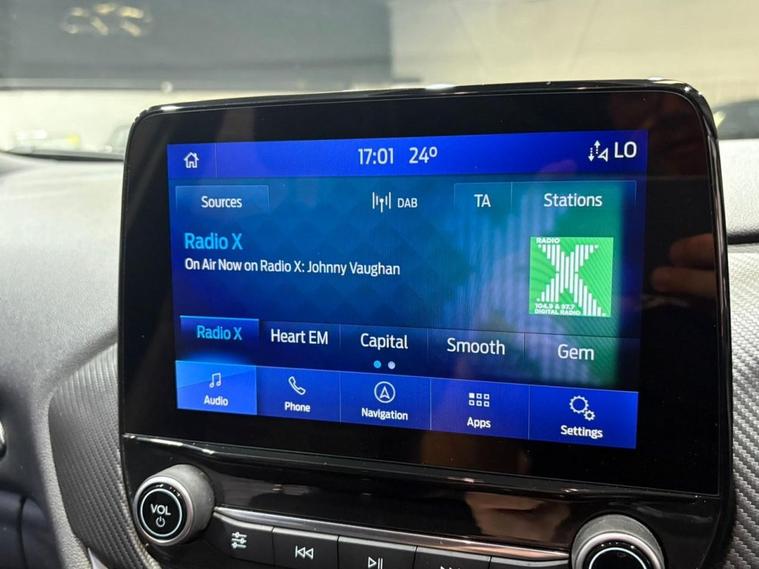 17:01 24° LO
Sources DAB TA Stations
Radio X
On Air Now on Radio X: Johnny Vaughan
RADIO
X
104.9 & 97.7
DIGITAL RADIO
Radio X Heart EM Capital Smooth Gem
Audio Phone Navigation Apps Settings
VOL